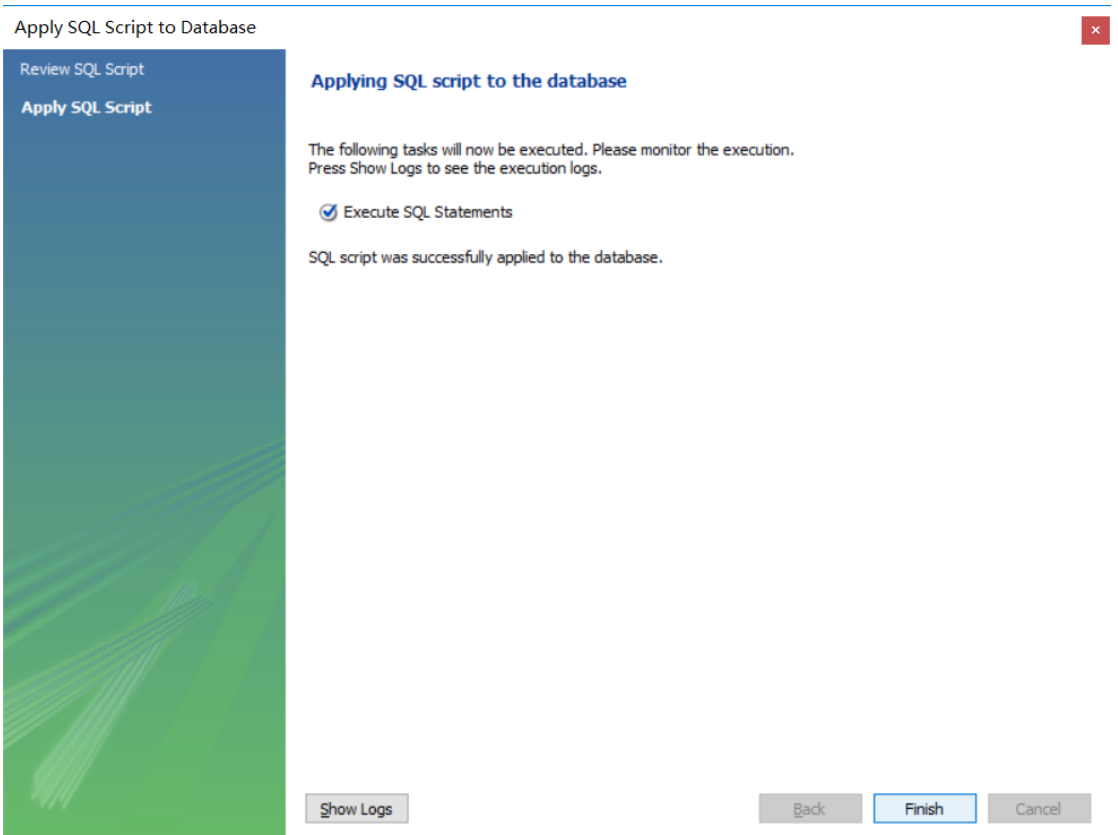 Apply SQL Script to Database
Review SQL Script
Apply SQL Script
Applying SQL script to the database
The following tasks will now be executed. Please monitor the execution.
Press Show Logs to see the execution logs.
Execute SQL Statements
SQL script was successfully applied to the database.
Show Logs
Back
Finish
Cancel